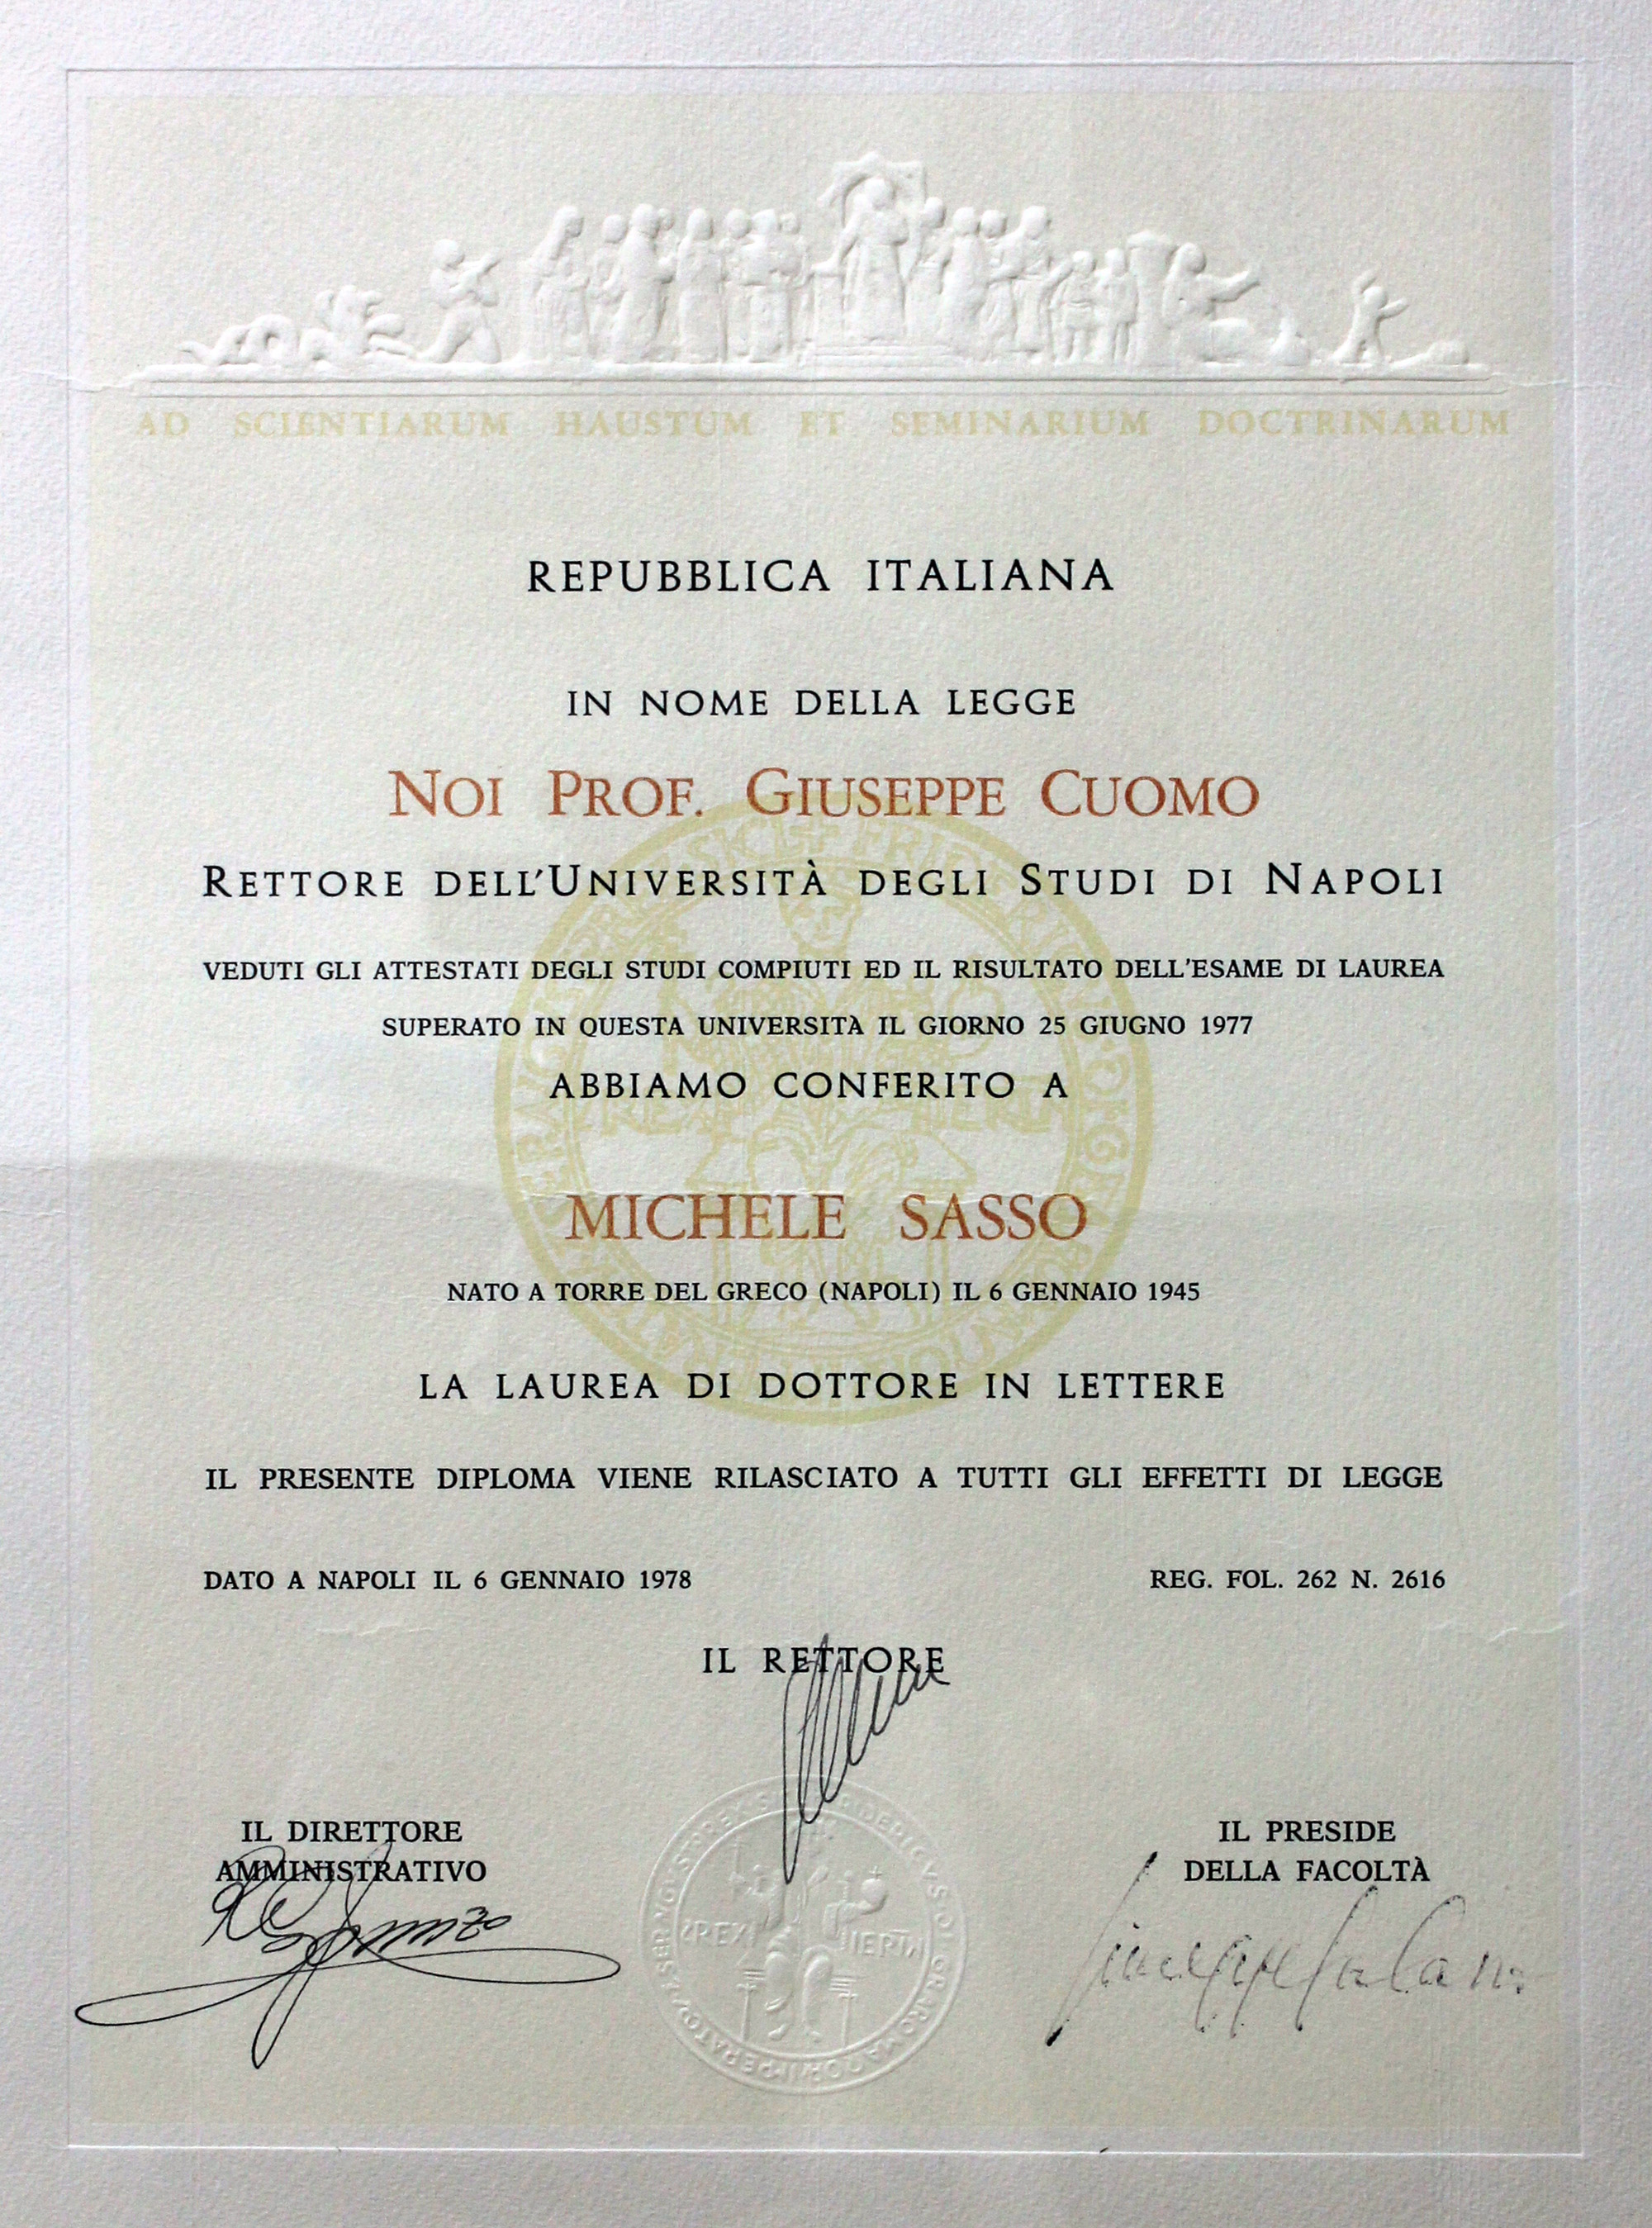 AD SCIENTIARUM HAUSTUM ET SEMINARIUM DOCTRINARUM
REPUBBLICA ITALIANA
IN NOME DELLA LEGGE
NOI PROF. GIUSEPPE CUOMO
RETTORE DELL'UNIVERSITÀ DEGLI STUDI DI NAPOLI
VEDUTI GLI ATTESTATI DEGLI STUDI COMPIUTI ED IL RISULTATO DELL'ESAME DI LAUREA
SUPERATO IN QUESTA UNIVERSITÀ IL GIORNO 25 GIUGNO 1977
ABBIAMO CONFERITO A
MICHELE SASSO
NATO A TORRE DEL GRECO (NAPOLI) IL 6 GENNAIO 1945
LA LAUREA DI DOTTORE IN LETTERE
IL PRESENTE DIPLOMA VIENE RILASCIATO A TUTTI GLI EFFETTI DI LEGGE
DATO A NAPOLI IL 6 GENNAIO 1978 REG. FOL. 262 N. 2616
IL RETTORE
IL DIRETTORE
AMMINISTRATIVO
IL PRESIDE
DELLA FACOLTÀ